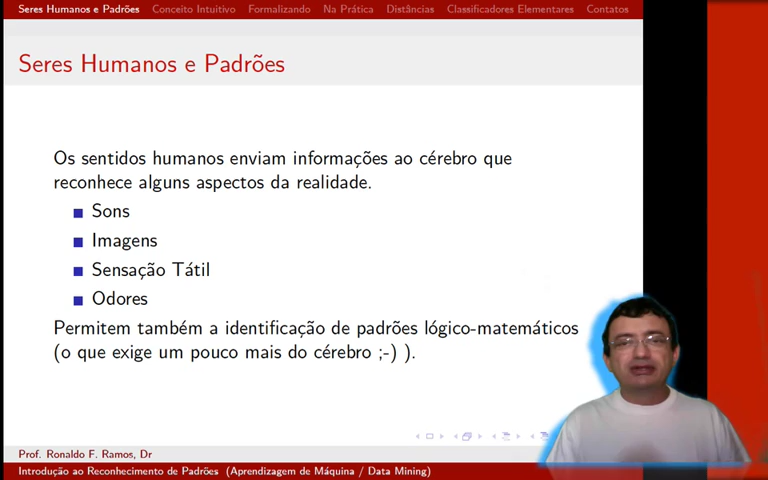 Seres Humanos e Padrões Conceito Intuitivo Formalizando Na Prática Distâncias Classificadores Elementares Contatos
Seres Humanos e Padrões
Os sentidos humanos enviam informações ao cérebro que
reconhece alguns aspectos da realidade.
Sons
Imagens
Sensação Tátil
Odores
Permitem também a identificação de padrões lógico-matemáticos
(o que exige um pouco mais do cérebro ;-) ).
Prof. Ronaldo F. Ramos, Dr
Introdução ao Reconhecimento de Padrões (Aprendizagem de Máquina / Data Mining)